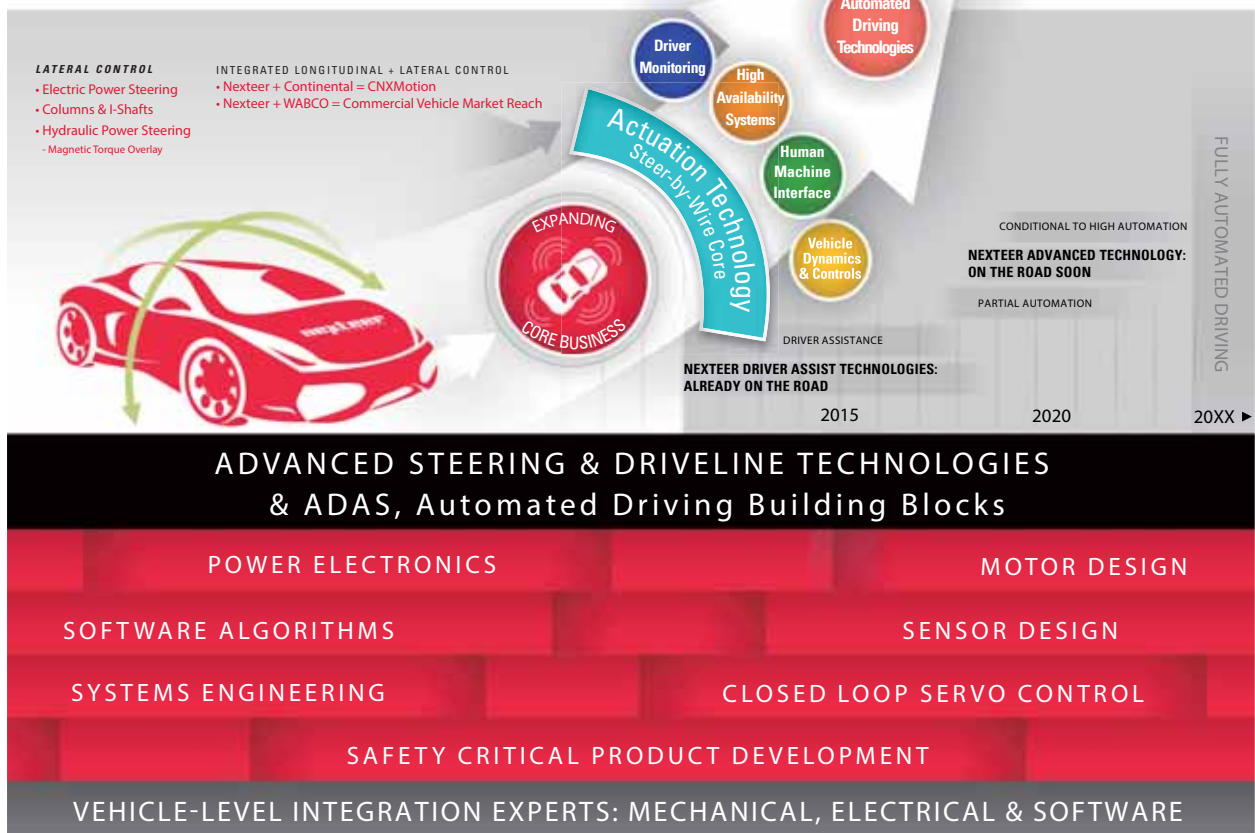 Automated
Driving
Technologies
Driver
Monitoring
High
Availability
Systems
Human
Machine
Interface
Vehicle
Dynamics
& Controls
LATERAL CONTROL
• Electric Power Steering
• Columns & I-Shafts
• Hydraulic Power Steering
- Magnetic Torque Overlay
INTEGRATED LONGITUDINAL + LATERAL CONTROL
• Nexteer + Continental = CNXMotion
• Nexteer + WABCO = Commercial Vehicle Market Reach
Actuation Technology
Steer-by-Wire Core
EXPANDING
CORE BUSINESS
nexteer
FULLY AUTOMATED DRIVING
CONDITIONAL TO HIGH AUTOMATION
NEXTEER ADVANCED TECHNOLOGY:
ON THE ROAD SOON
PARTIAL AUTOMATION
DRIVER ASSISTANCE
NEXTEER DRIVER ASSIST TECHNOLOGIES:
ALREADY ON THE ROAD
2015 2020 20XX ►
ADVANCED STEERING & DRIVELINE TECHNOLOGIES
& ADAS, Automated Driving Building Blocks
POWER ELECTRONICS MOTOR DESIGN
SOFTWARE ALGORITHMS SENSOR DESIGN
SYSTEMS ENGINEERING CLOSED LOOP SERVO CONTROL
SAFETY CRITICAL PRODUCT DEVELOPMENT
VEHICLE-LEVEL INTEGRATION EXPERTS: MECHANICAL, ELECTRICAL & SOFTWARE